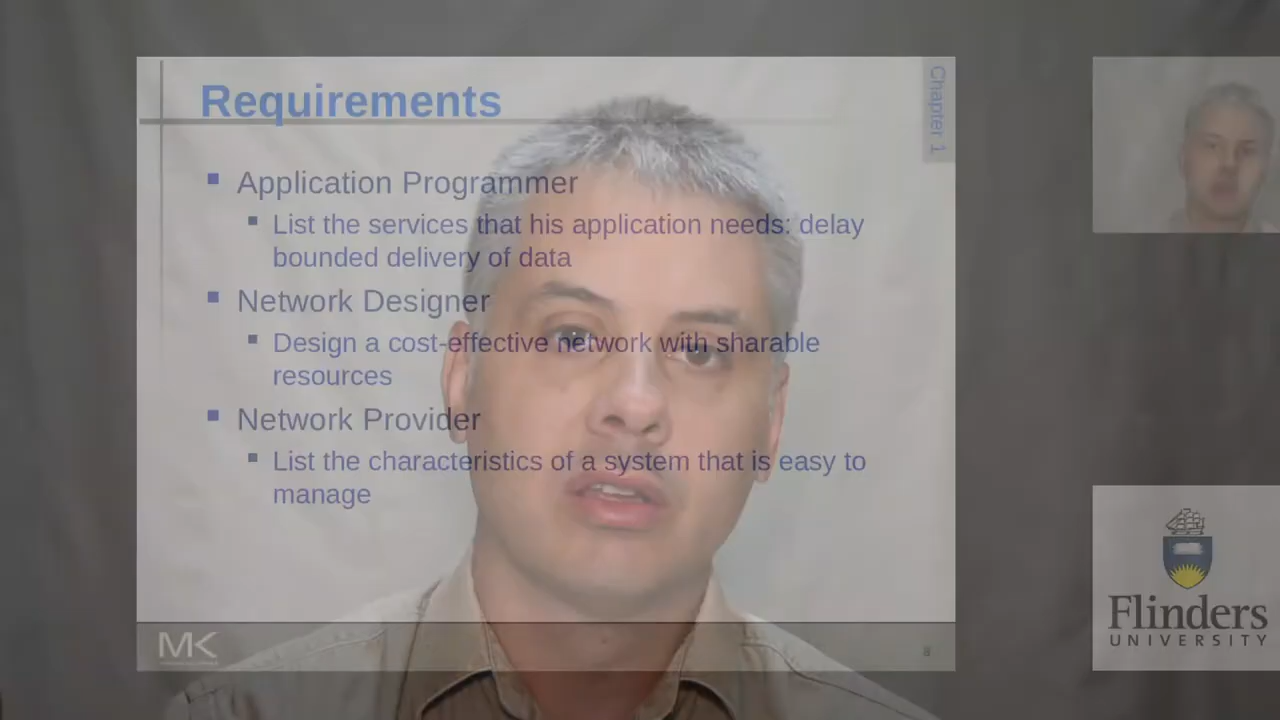 Requirements
Chapter 1
Application Programmer
List the services that his application needs: delay
bounded delivery of data
Network Designer
Design a cost-effective network with sharable
resources
Network Provider
List the characteristics of a system that is easy to
manage
MK
8
Flinders
UNIVERSITY